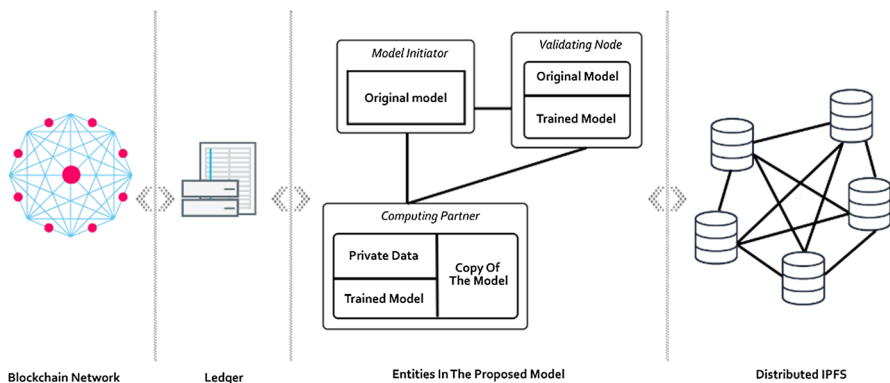 Model Initiator
Original model
Validating Node
Original Model
Trained Model
Computing Partner
Private Data
Trained Model
Copy Of
The Model
Blockchain Network
Ledger
Entities In The Proposed Model
Distributed IPFS